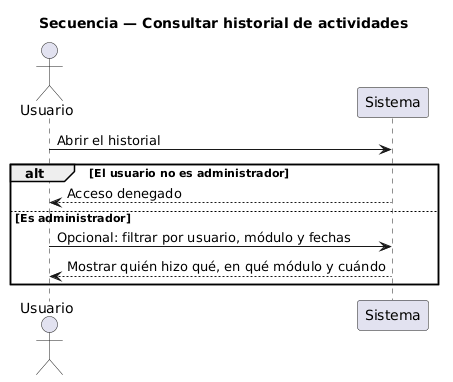 Secuencia — Consultar historial de actividades
Usuario
Sistema
Abrir el historial
alt [El usuario no es administrador]
Acceso denegado
[Es administrador]
Opcional: filtrar por usuario, módulo y fechas
Mostrar quién hizo qué, en qué módulo y cuándo
Usuario
Sistema